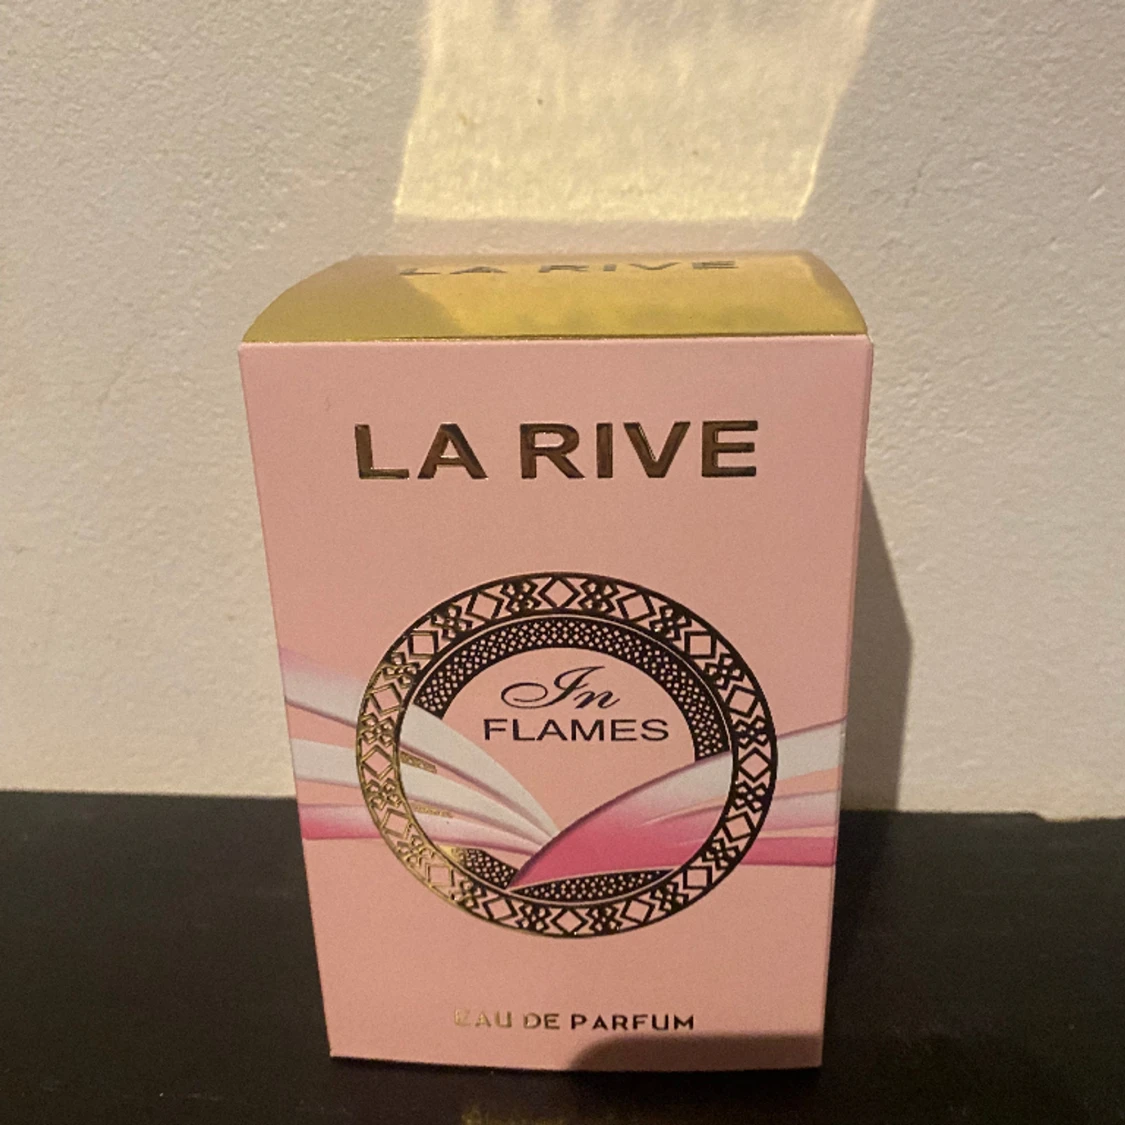 LA RIVE
LA RIVE
In
FLAMES
EAU DE PARFUM